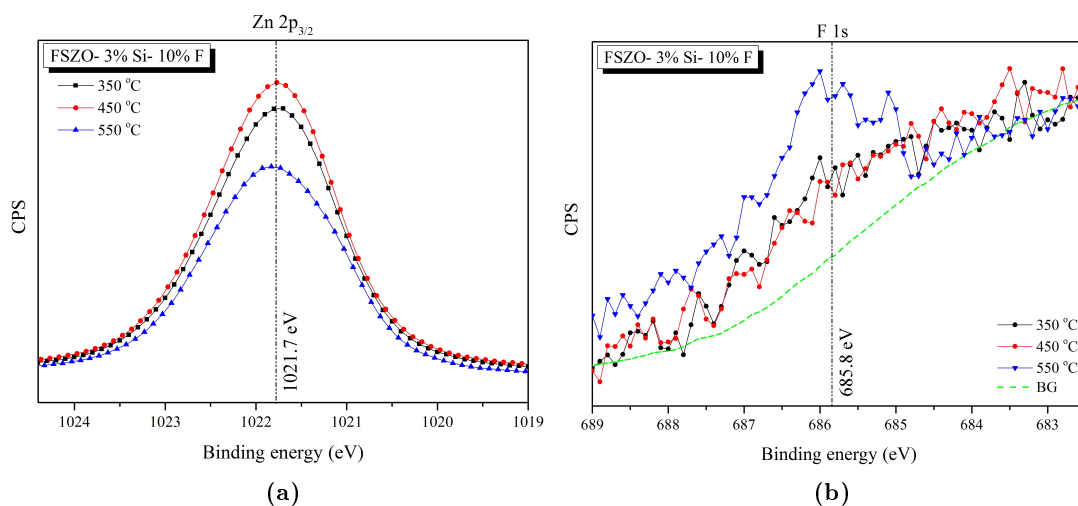 Zn 2p3/2
FSZO- 3% Si- 10% F
350 °C
450 °C
550 °C
CPS
1021.7 eV
1024 1023 1022 1021 1020 1019
Binding energy (eV)
(a)
F 1s
FSZO- 3% Si- 10% F
CPS
685.8 eV
350 °C
450 °C
550 °C
BG
689 688 687 686 685 684 683
Binding energy (eV)
(b)